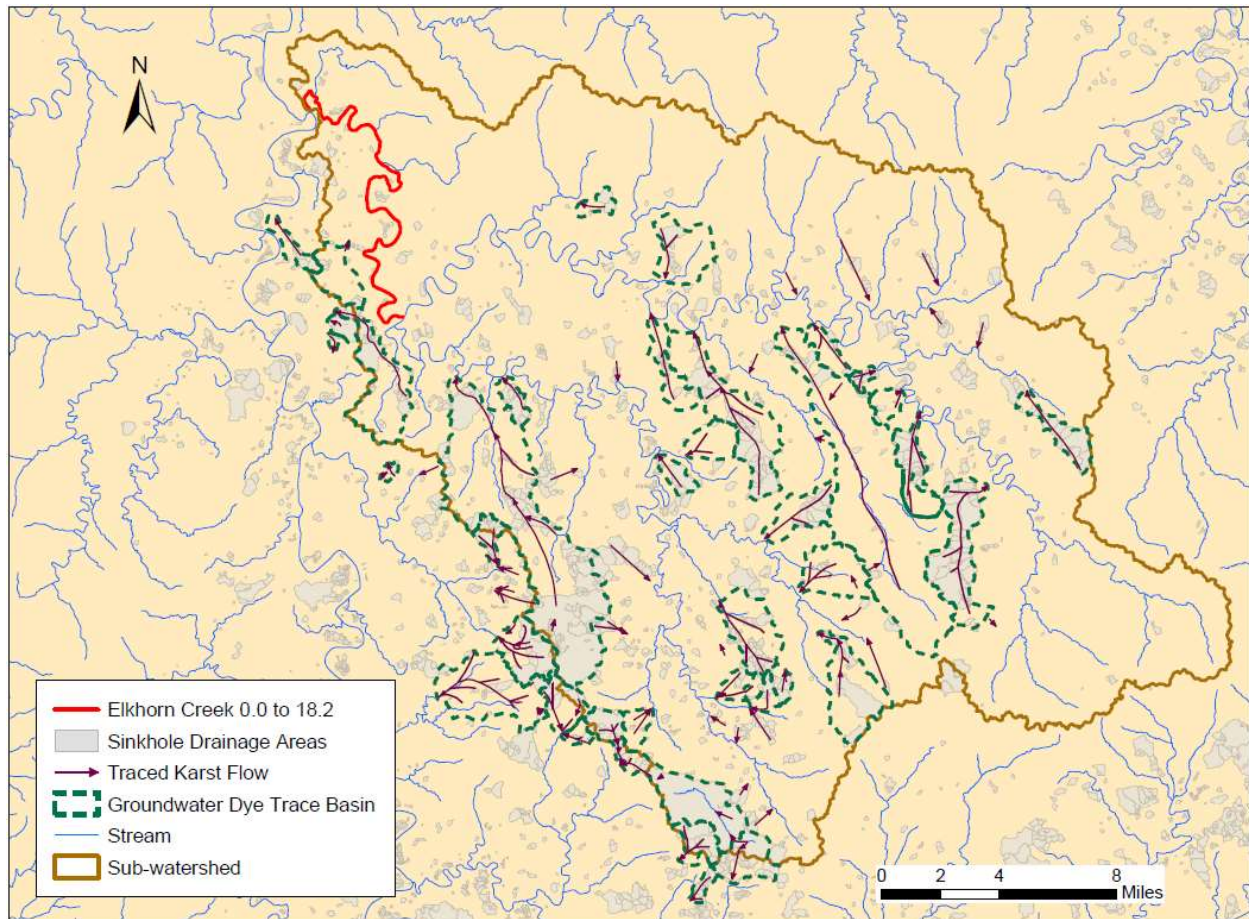 N
Elkhorn Creek 0.0 to 18.2
Sinkhole Drainage Areas
Traced Karst Flow
Groundwater Dye Trace Basin
Stream
Sub-watershed
0 2 4 8
Miles